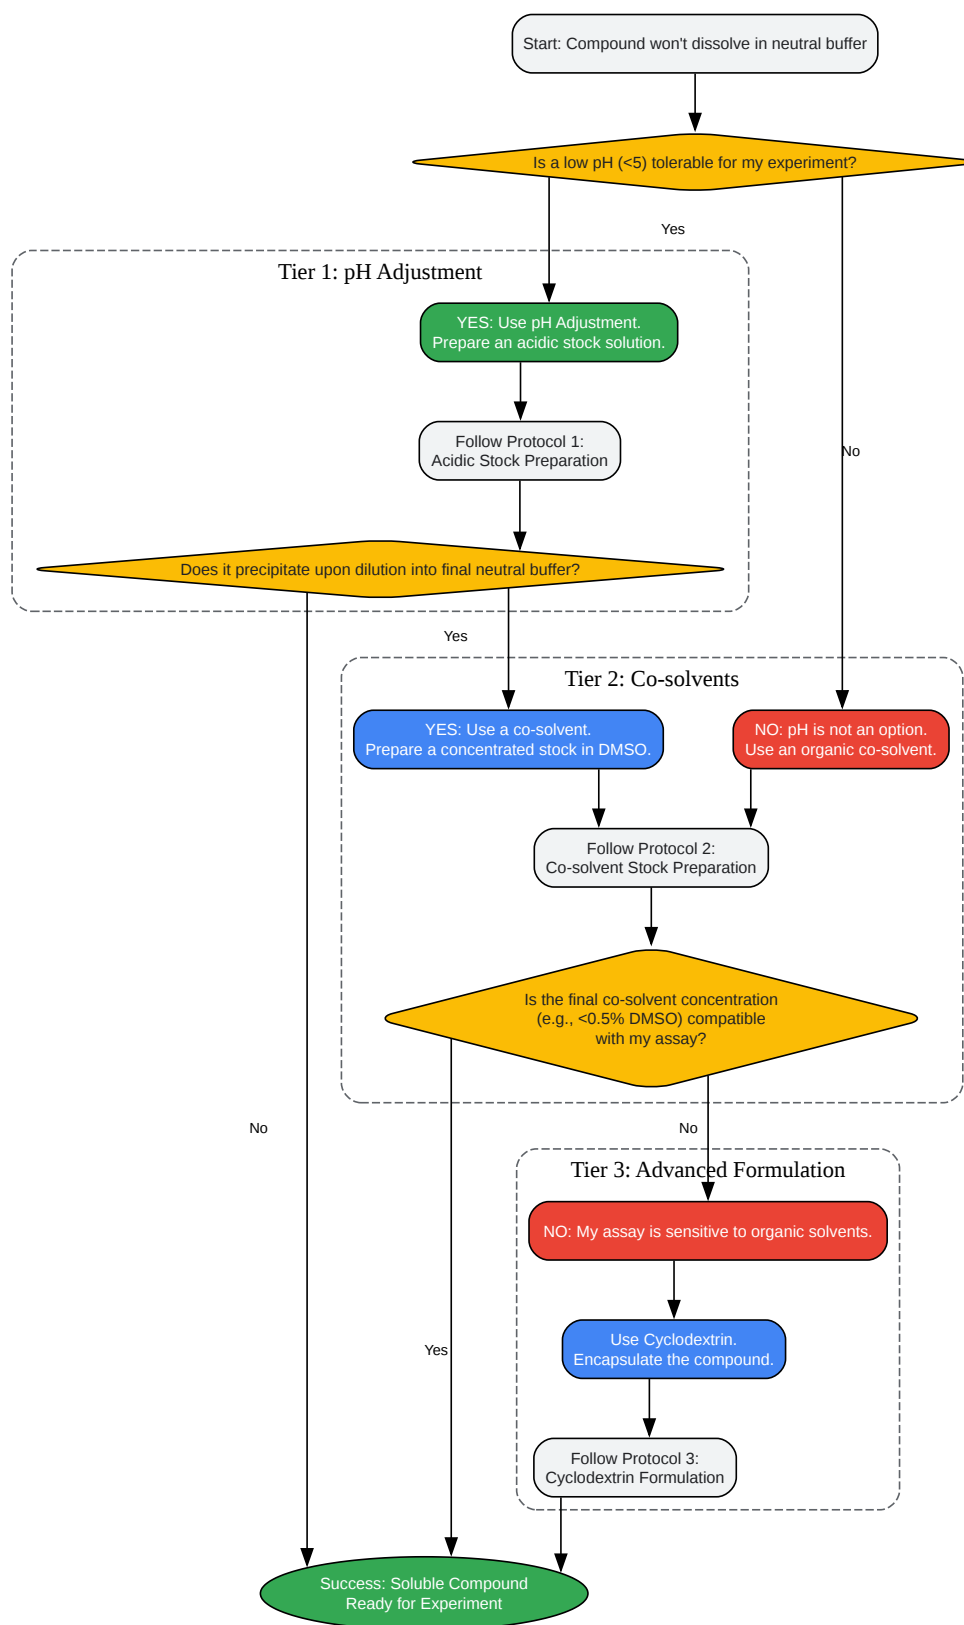 Start: Compound won't dissolve in neutral buffer
Is a low pH (<5) tolerable for my experiment?
Yes
Tier 1: pH Adjustment
YES: Use pH Adjustment.
Prepare an acidic stock solution.
Follow Protocol 1:
Acidic Stock Preparation
No
Does it precipitate upon dilution into final neutral buffer?
Yes
Tier 2: Co-solvents
YES: Use a co-solvent.
Prepare a concentrated stock in DMSO.
NO: pH is not an option.
Use an organic co-solvent.
Follow Protocol 2:
Co-solvent Stock Preparation
Is the final co-solvent concentration
(e.g., <0.5% DMSO) compatible
with my assay?
No
No
Tier 3: Advanced Formulation
NO: My assay is sensitive to organic solvents.
Use Cyclodextrin.
Encapsulate the compound.
Yes
Follow Protocol 3:
Cyclodextrin Formulation
Success: Soluble Compound
Ready for Experiment